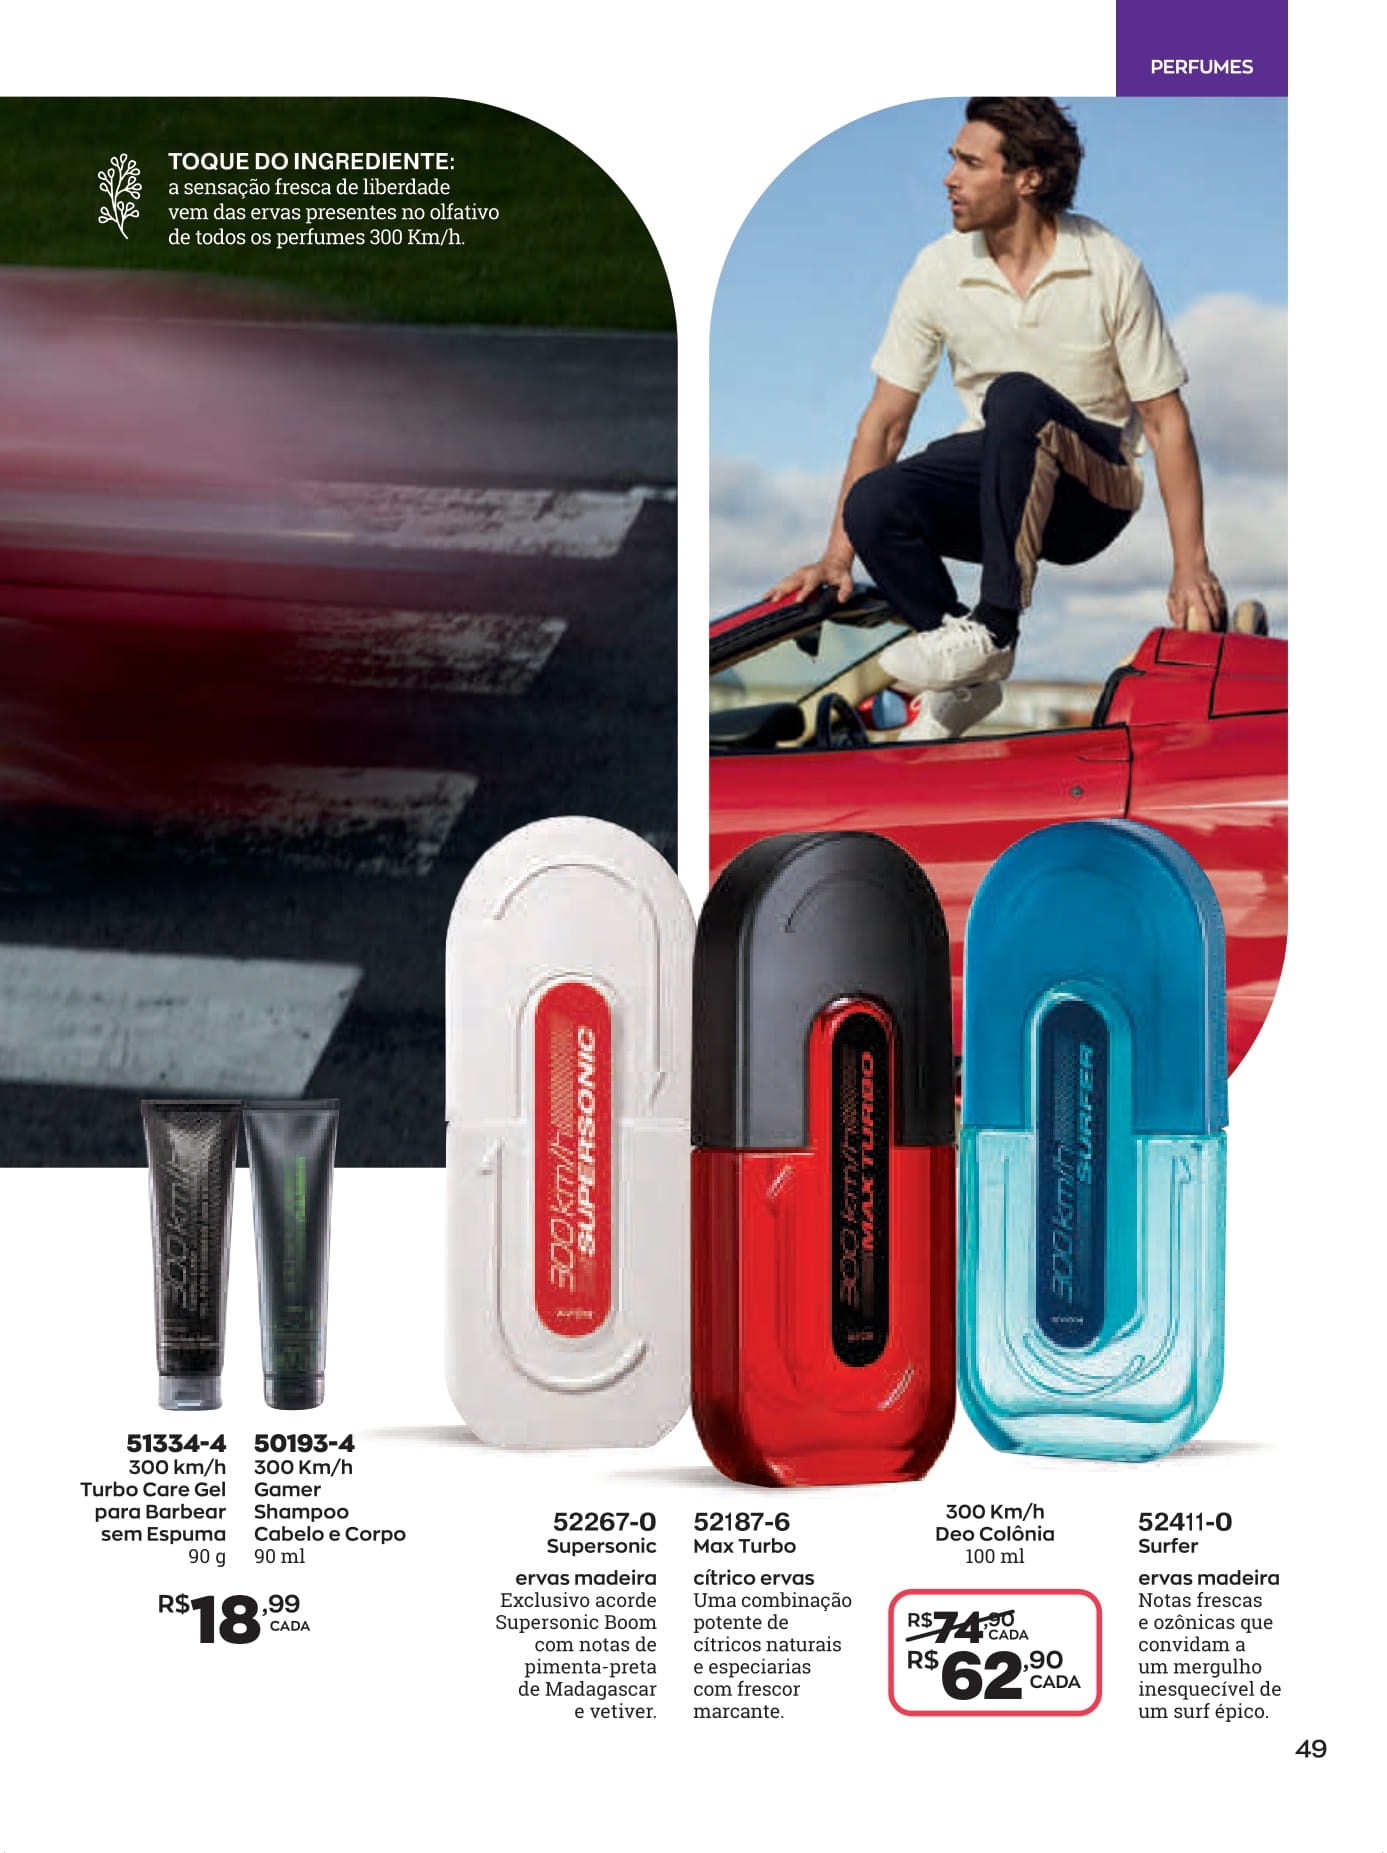 PERFUMES
TOQUE DO INGREDIENTE:
a sensação fresca de liberdade
vem das ervas presentes no olfativo
de todos os perfumes 300 Km/h.
300 km/h
SUPERSONIC
AVON
300 km/h
MAX TURBO
AVON
300 km/h
SURFER
AVON
300 km/h
51334-4
300 km/h
Turbo Care Gel
para Barbear
sem Espuma
90 g
50193-4
300 Km/h
Gamer
Shampoo
Cabelo e Corpo
90 ml
R$18,99
CADA
52267-0
Supersonic
ervas madeira
Exclusivo acorde
Supersonic Boom
com notas de
pimenta-preta
de Madagascar
e vetiver.
52187-6
Max Turbo
cítrico ervas
Uma combinação
potente de
cítricos naturais
e especiarias
com frescor
marcante.
300 Km/h
Deo Colônia
100 ml
R$74,90
CADA
R$62,90
CADA
52411-0
Surfer
ervas madeira
Notas frescas
e ozônicas que
convidam a
um mergulho
inesquecível de
um surf épico.
49